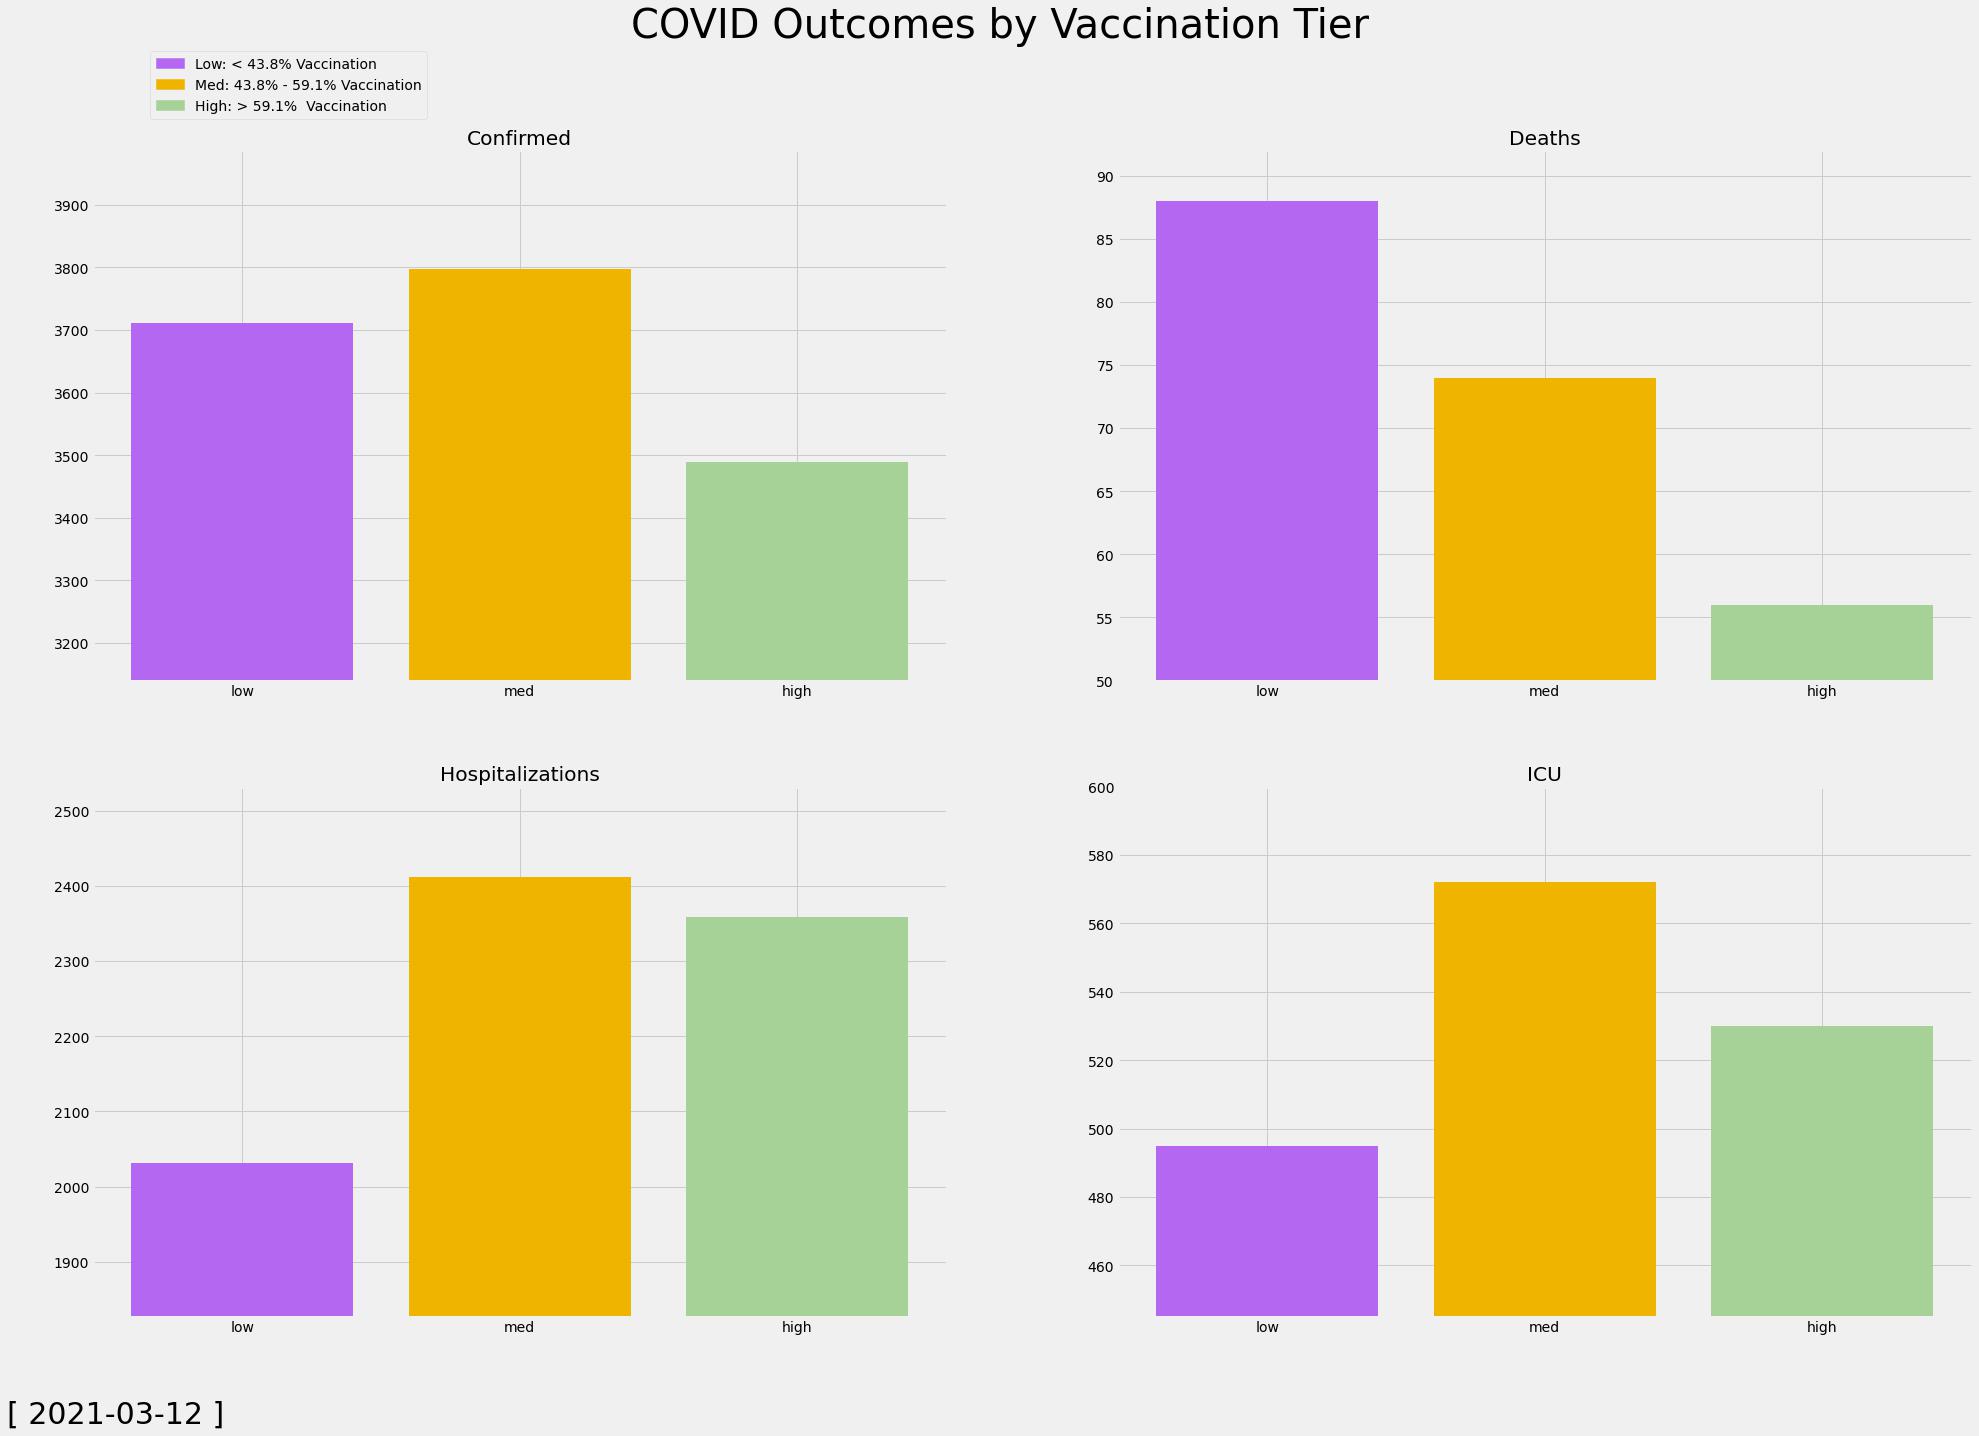 COVID Outcomes by Vaccination Tier
Low: < 43.8% Vaccination
Med: 43.8% - 59.1% Vaccination
High: > 59.1%  Vaccination
Confirmed
3900
3800
3700
3600
3500
3400
3300
3200
low med high
Deaths
90
85
80
75
70
65
60
55
50
low med high
Hospitalizations
2500
2400
2300
2200
2100
2000
1900
low med high
ICU
600
580
560
540
520
500
480
460
low med high
[ 2021-03-12 ]